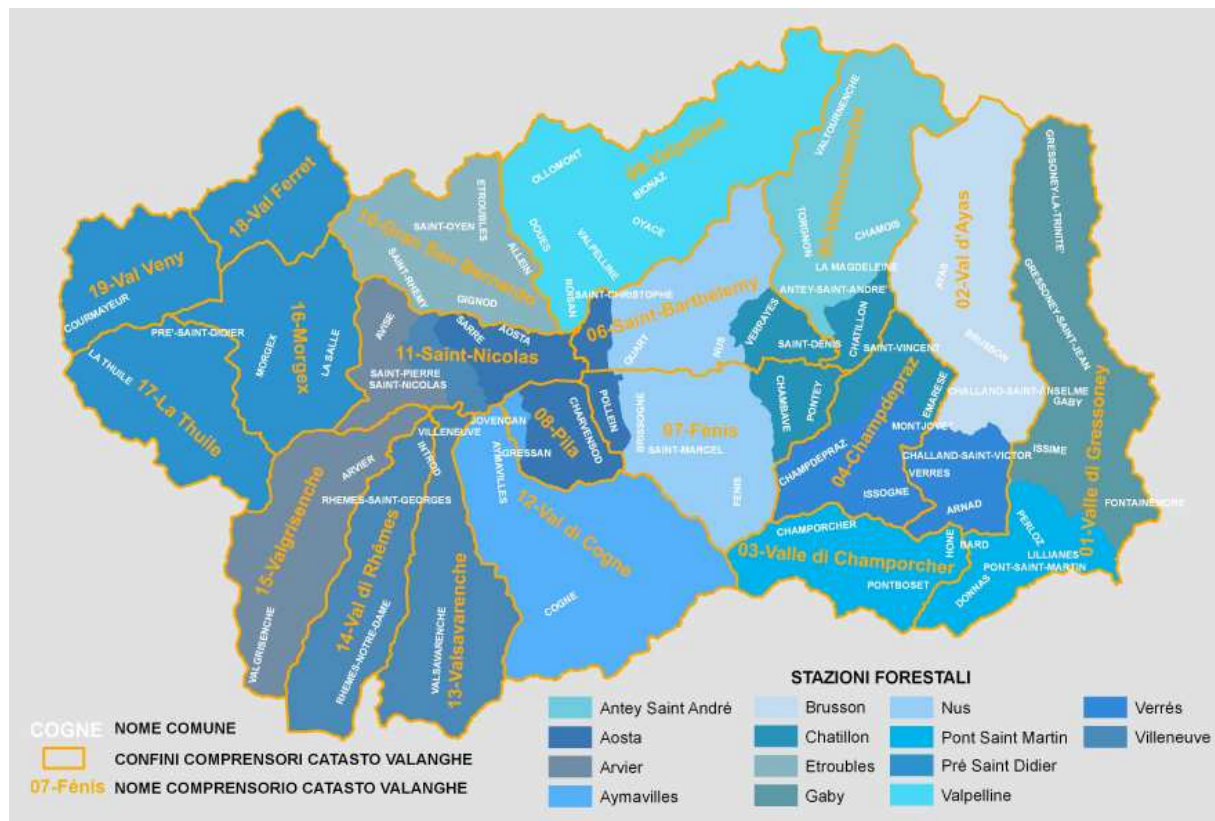 GRESSONEY-LA-TRINITE'
VALTOURNENCHE
OLLOMONT
BIONAZ
09-Valpelline
ETROUBLES
18-Val Ferret
SAINT-OYEN
10-Gran San Bernardo
ALLEIN
DOUES
OYACE
VALPELLINE
TORGNON
CHAMOIS
LA MAGDELEINE
AYAS
02-Val d'Ayas
GRESSONEY-SAINT-JEAN
19-Val Veny
COURMAYEUR
SAINT-RHEMY
GIGNOD
ROISAN
SAINT-CHRISTOPHE
ANTEY-SAINT-ANDRE'
06-Saint-Barthelemy
PRE'-SAINT-DIDIER
16-Morgex
MORGEX
LA SALLE
AVISE
SARRE
AOSTA
QUART
NUS
VERRAYES
SAINT-DENIS
CHATILLON
SAINT-VINCENT
BRUSSON
LA THUILE
11-Saint-Nicolas
SAINT-PIERRE
SAINT-NICOLAS
17-La Thuile
CHALLAND-SAINT-ANSELME
GABY
EMARESE
CHAMBAVE
PONTEY
POLLEIN
CHARVENSOD
08-Pila
BRISSOGNE
07-Fénis
SAINT-MARCEL
MONTJOVET
04-Champdepraz
CHAMPDEPRAZ
JOVENCAN
VILLENEUVE
INTROD
GRESSAN
AYMAVILLES
ARVIER
CHALLAND-SAINT-VICTOR
VERRES
ISSIME
01-Valle di Gressoney
ISSOGNE
ARNAD
FENIS
FONTAINEMORE
RHEMES-SAINT-GEORGES
15-Valgrisenche
12-Val di Cogne
CHAMPORCHER
03-Valle di Champorcher
HONE
BARD
PERLOZ
LILLIANES
PONT-SAINT-MARTIN
PONTBOSET
DONNAS
14-Val di Rhêmes
13-Valsavarenche
COGNE
VALGRISENCHE
RHEMES-NOTRE-DAME
VALSAVARENCHE
STAZIONI FORESTALI
Antey Saint André
Brusson
Nus
Verrés
Aosta
Chatillon
Pont Saint Martin
Villeneuve
Arvier
Etroubles
Pré Saint Didier
Aymavilles
Gaby
Valpelline
COGNE NOME COMUNE
CONFINI COMPRENSORI CATASTO VALANGHE
07-Fénis NOME COMPRENSORIO CATASTO VALANGHE